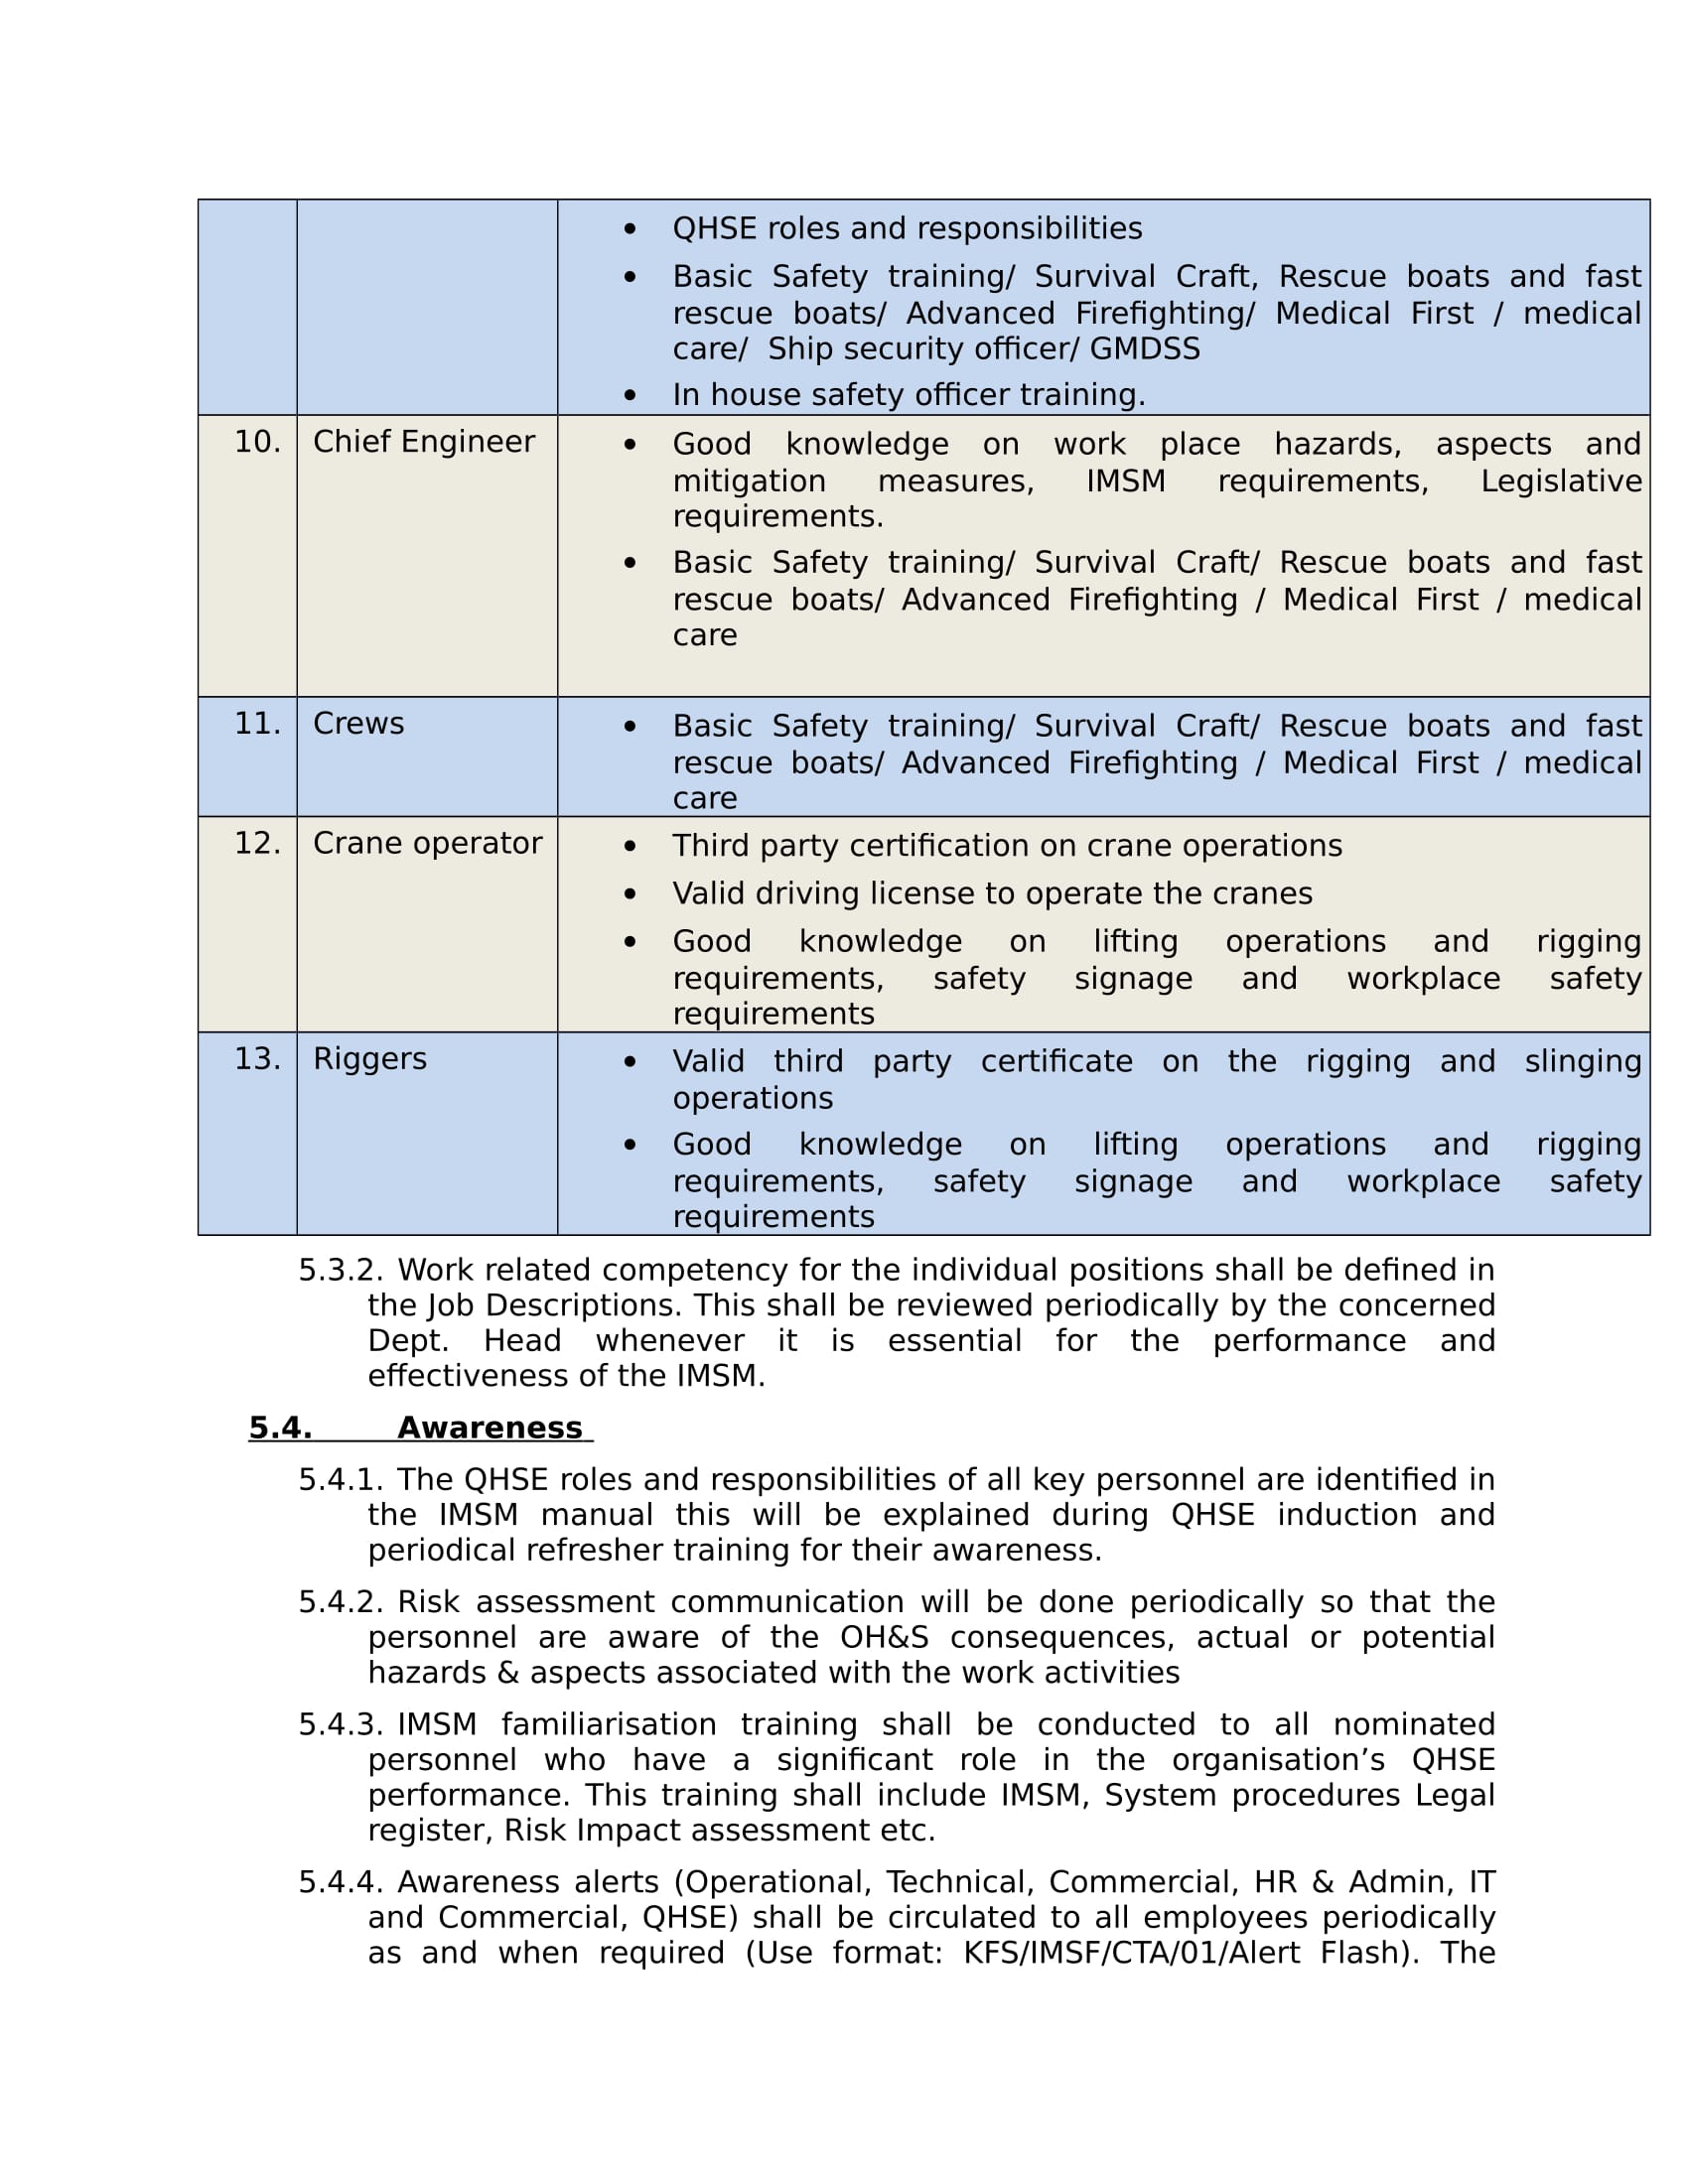 • QHSE roles and responsibilities
• Basic Safety training/ Survival Craft, Rescue boats and fast
rescue boats/ Advanced Firefighting/ Medical First / medical
care/ Ship security officer/ GMDSS
• In house safety officer training.
10. Chief Engineer • Good knowledge on work place hazards, aspects and
mitigation measures, IMSM requirements, Legislative
requirements.
• Basic Safety training/ Survival Craft/ Rescue boats and fast
rescue boats/ Advanced Firefighting / Medical First / medical
care
11. Crews • Basic Safety training/ Survival Craft/ Rescue boats and fast
rescue boats/ Advanced Firefighting / Medical First / medical
care
12. Crane operator • Third party certification on crane operations
• Valid driving license to operate the cranes
• Good knowledge on lifting operations and rigging
requirements, safety signage and workplace safety
requirements
13. Riggers • Valid third party certificate on the rigging and slinging
operations
• Good knowledge on lifting operations and rigging
requirements, safety signage and workplace safety
requirements
5.3.2. Work related competency for the individual positions shall be defined in
the Job Descriptions. This shall be reviewed periodically by the concerned
Dept. Head whenever it is essential for the performance and
effectiveness of the IMSM.
5.4. Awareness
5.4.1. The QHSE roles and responsibilities of all key personnel are identified in
the IMSM manual this will be explained during QHSE induction and
periodical refresher training for their awareness.
5.4.2. Risk assessment communication will be done periodically so that the
personnel are aware of the OH&S consequences, actual or potential
hazards & aspects associated with the work activities
5.4.3. IMSM familiarisation training shall be conducted to all nominated
personnel who have a significant role in the organisation’s QHSE
performance. This training shall include IMSM, System procedures Legal
register, Risk Impact assessment etc.
5.4.4. Awareness alerts (Operational, Technical, Commercial, HR & Admin, IT
and Commercial, QHSE) shall be circulated to all employees periodically
as and when required (Use format: KFS/IMSF/CTA/01/Alert Flash). The